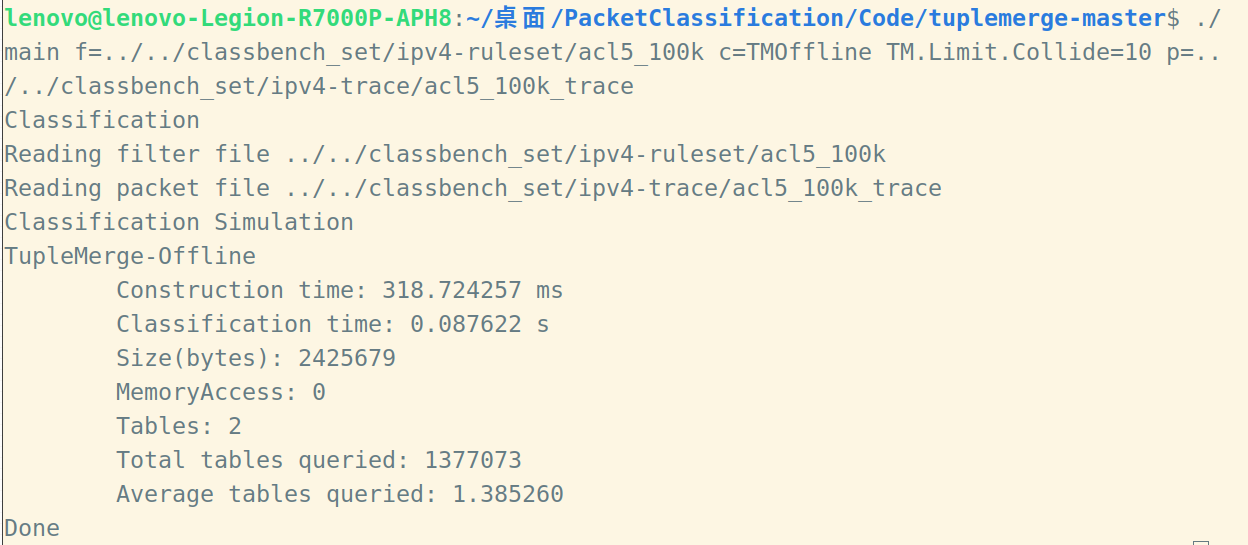 lenovo@lenovo-Legion-R7000P-APH8:~/桌面/PacketClassification/Code/tuplemerge-master$ ./
main f=../../classbench_set/ipv4-ruleset/acl5_100k c=TMOffline TM.Limit.Collide=10 p=..
/../classbench_set/ipv4-trace/acl5_100k_trace
Classification
Reading filter file ../../classbench_set/ipv4-ruleset/acl5_100k
Reading packet file ../../classbench_set/ipv4-trace/acl5_100k_trace
Classification Simulation
TupleMerge-Offline
Construction time: 318.724257 ms
Classification time: 0.087622 s
Size(bytes): 2425679
MemoryAccess: 0
Tables: 2
Total tables queried: 1377073
Average tables queried: 1.385260
Done